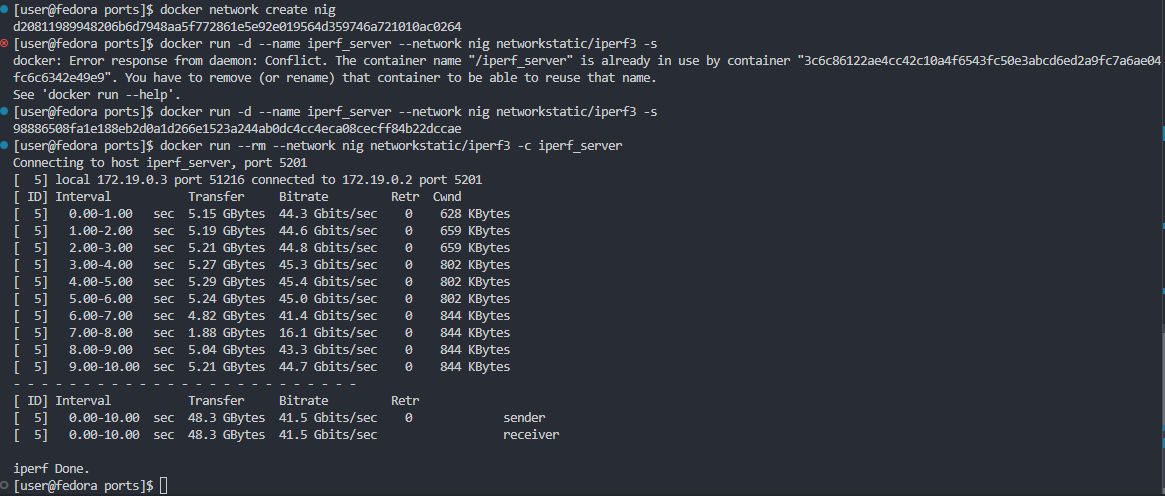 [user@fedora ports]$ docker network create nig
d20811989948206b6d7948aa5f772861e5e92e019564d359746a721010ac0264
[user@fedora ports]$ docker run -d --name iperf_server --network nig networkstatic/iperf3 -s
docker: Error response from daemon: Conflict. The container name "/iperf_server" is already in use by container "3c6c86122ae4cc42c10a4f6543fc50e3abcd6ed2a9fc7a6ae04
fc6c6342e49e9". You have to remove (or rename) that container to be able to reuse that name.
See 'docker run --help'.
[user@fedora ports]$ docker run -d --name iperf_server --network nig networkstatic/iperf3 -s
98886508fa1e188eb2d0a1d266e1523a244ab0dc4cc4eca08cecff84b22dccae
[user@fedora ports]$ docker run --rm --network nig networkstatic/iperf3 -c iperf_server
Connecting to host iperf_server, port 5201
[  5] local 172.19.0.3 port 51216 connected to 172.19.0.2 port 5201
[ ID] Interval           Transfer     Bitrate         Retr  Cwnd
[  5]   0.00-1.00   sec  5.15 GBytes  44.3 Gbits/sec    0    628 KBytes
[  5]   1.00-2.00   sec  5.19 GBytes  44.6 Gbits/sec    0    659 KBytes
[  5]   2.00-3.00   sec  5.21 GBytes  44.8 Gbits/sec    0    659 KBytes
[  5]   3.00-4.00   sec  5.27 GBytes  45.3 Gbits/sec    0    802 KBytes
[  5]   4.00-5.00   sec  5.29 GBytes  45.4 Gbits/sec    0    802 KBytes
[  5]   5.00-6.00   sec  5.24 GBytes  45.0 Gbits/sec    0    802 KBytes
[  5]   6.00-7.00   sec  4.82 GBytes  41.4 Gbits/sec    0    844 KBytes
[  5]   7.00-8.00   sec  1.88 GBytes  16.1 Gbits/sec    0    844 KBytes
[  5]   8.00-9.00   sec  5.04 GBytes  43.3 Gbits/sec    0    844 KBytes
[  5]   9.00-10.00  sec  5.21 GBytes  44.7 Gbits/sec    0    844 KBytes
- - - - - - - - - - - - - - - - - - - - - - - - -
[ ID] Interval           Transfer     Bitrate         Retr
[  5]   0.00-10.00  sec  48.3 GBytes  41.5 Gbits/sec    0             sender
[  5]   0.00-10.00  sec  48.3 GBytes  41.5 Gbits/sec                  receiver

iperf Done.
[user@fedora ports]$